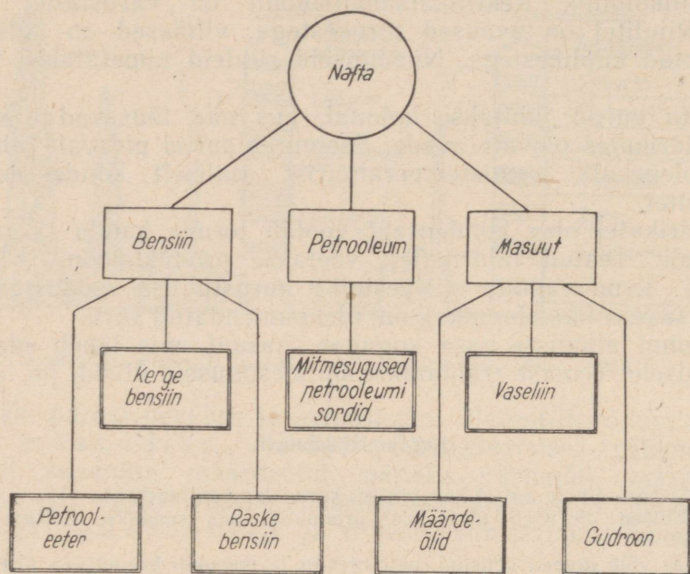 Nafta
Bensiin
Petrooleum
Masuut
Kerge
bensiin
Mitmesugused
petrooleumi
sordid
Vaseliin
Petrool-
eeter
Raske
bensiin
Määrde-
õlid
Gudroon